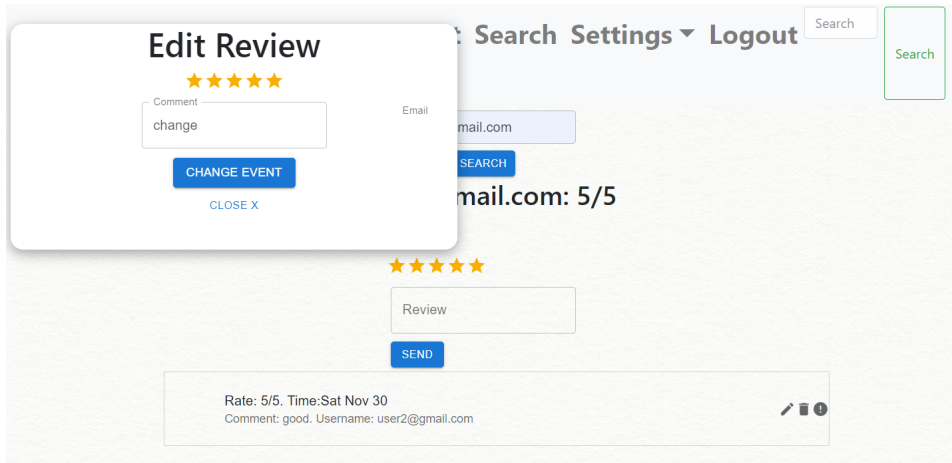 Edit Review
Comment
change
CHANGE EVENT
CLOSE X
Search Settings Logout
Search
Search
Email
mail.com
SEARCH
mail.com: 5/5
Review
SEND
Rate: 5/5. Time:Sat Nov 30
Comment: good. Username: user2@gmail.com